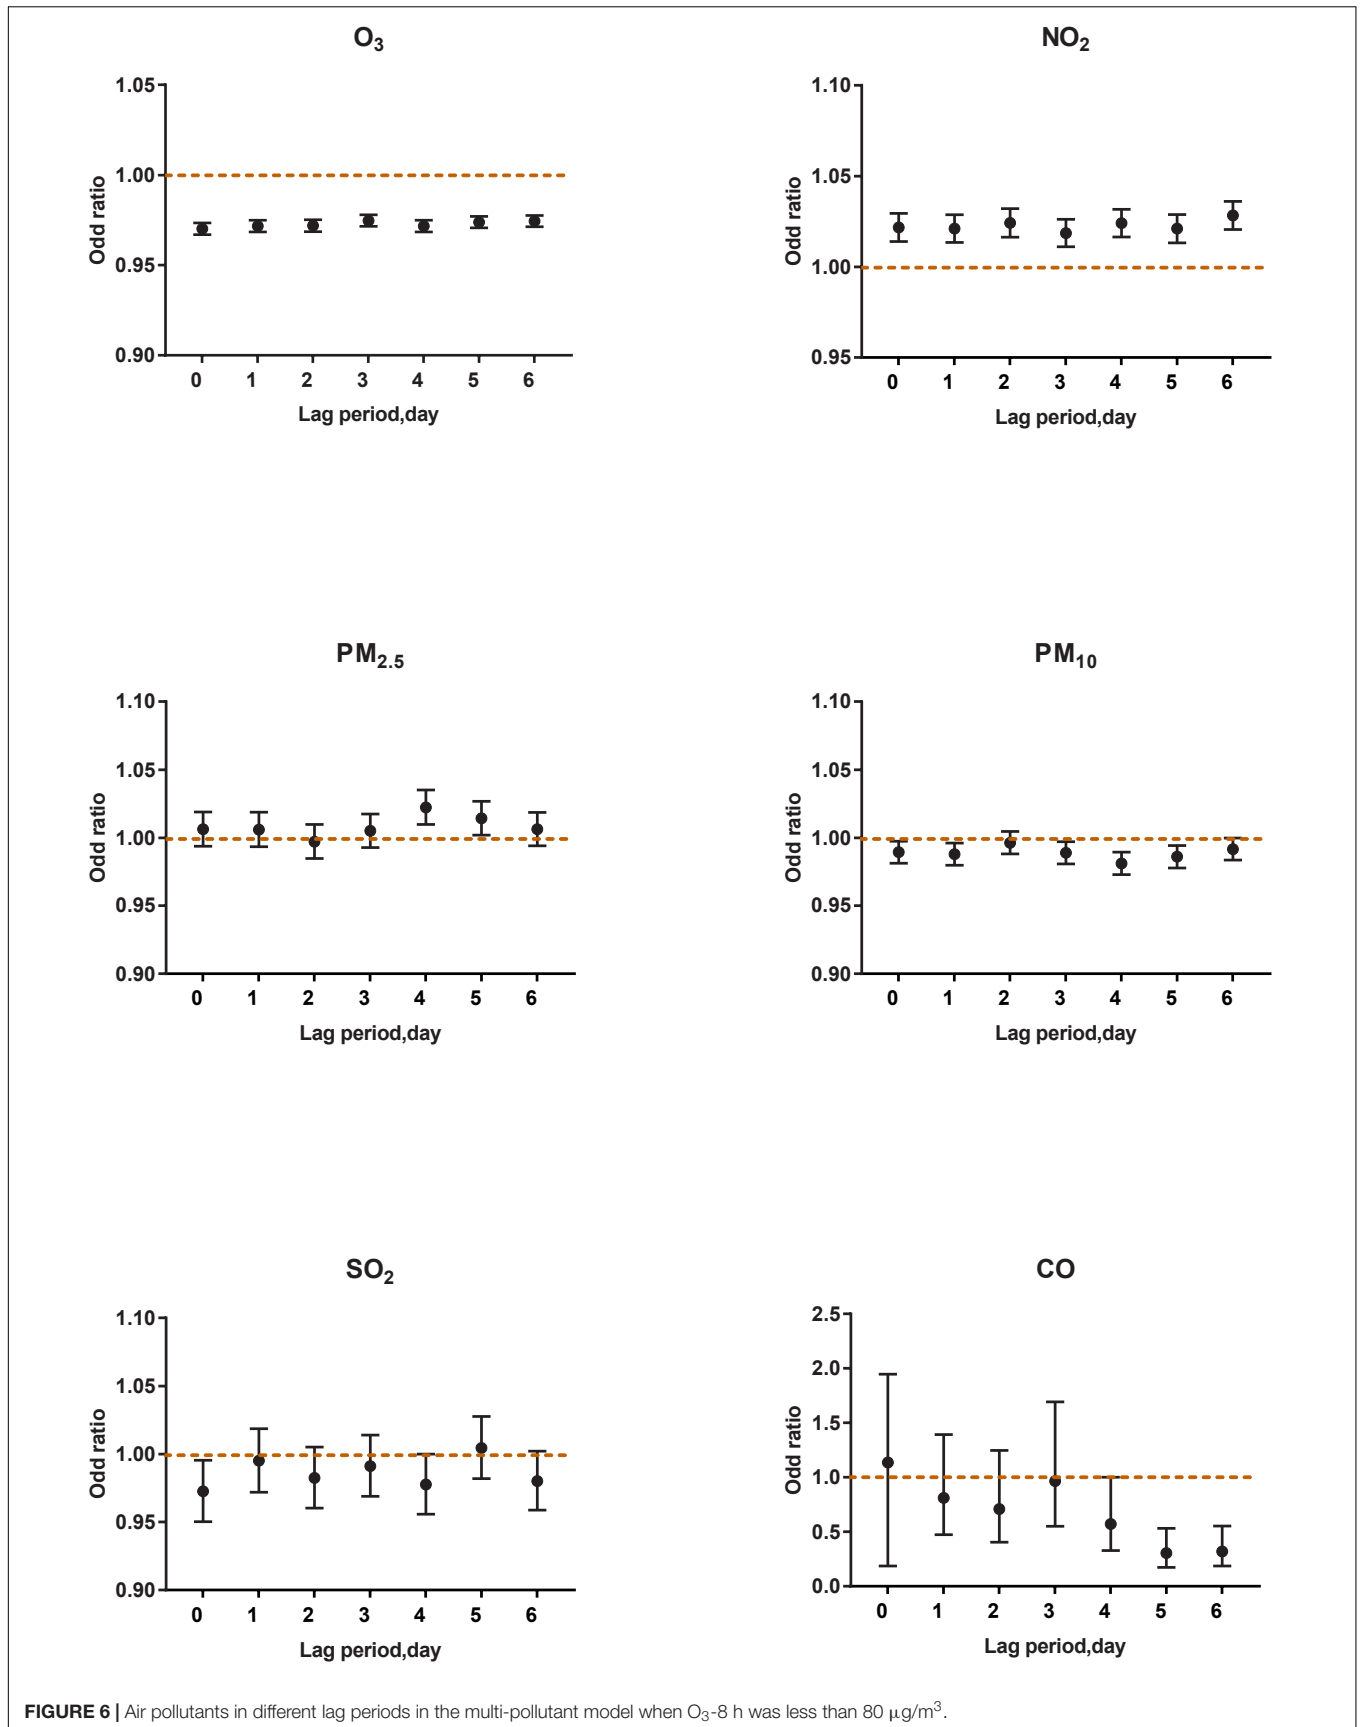 O3
1.05
1.00
0.95
0.90
Odd ratio
0 1 2 3 4 5 6
Lag period,day
NO2
1.10
1.05
1.00
0.95
Odd ratio
0 1 2 3 4 5 6
Lag period,day
PM2.5
1.10
1.05
1.00
0.95
0.90
Odd ratio
0 1 2 3 4 5 6
Lag period,day
PM10
1.10
1.05
1.00
0.95
0.90
Odd ratio
0 1 2 3 4 5 6
Lag period,day
SO2
1.10
1.05
1.00
0.95
0.90
Odd ratio
0 1 2 3 4 5 6
Lag period,day
CO
2.5
2.0
1.5
1.0
0.5
0.0
Odd ratio
0 1 2 3 4 5 6
Lag period,day
FIGURE 6 | Air pollutants in different lag periods in the multi-pollutant model when O3-8 h was less than 80 μg/m3.